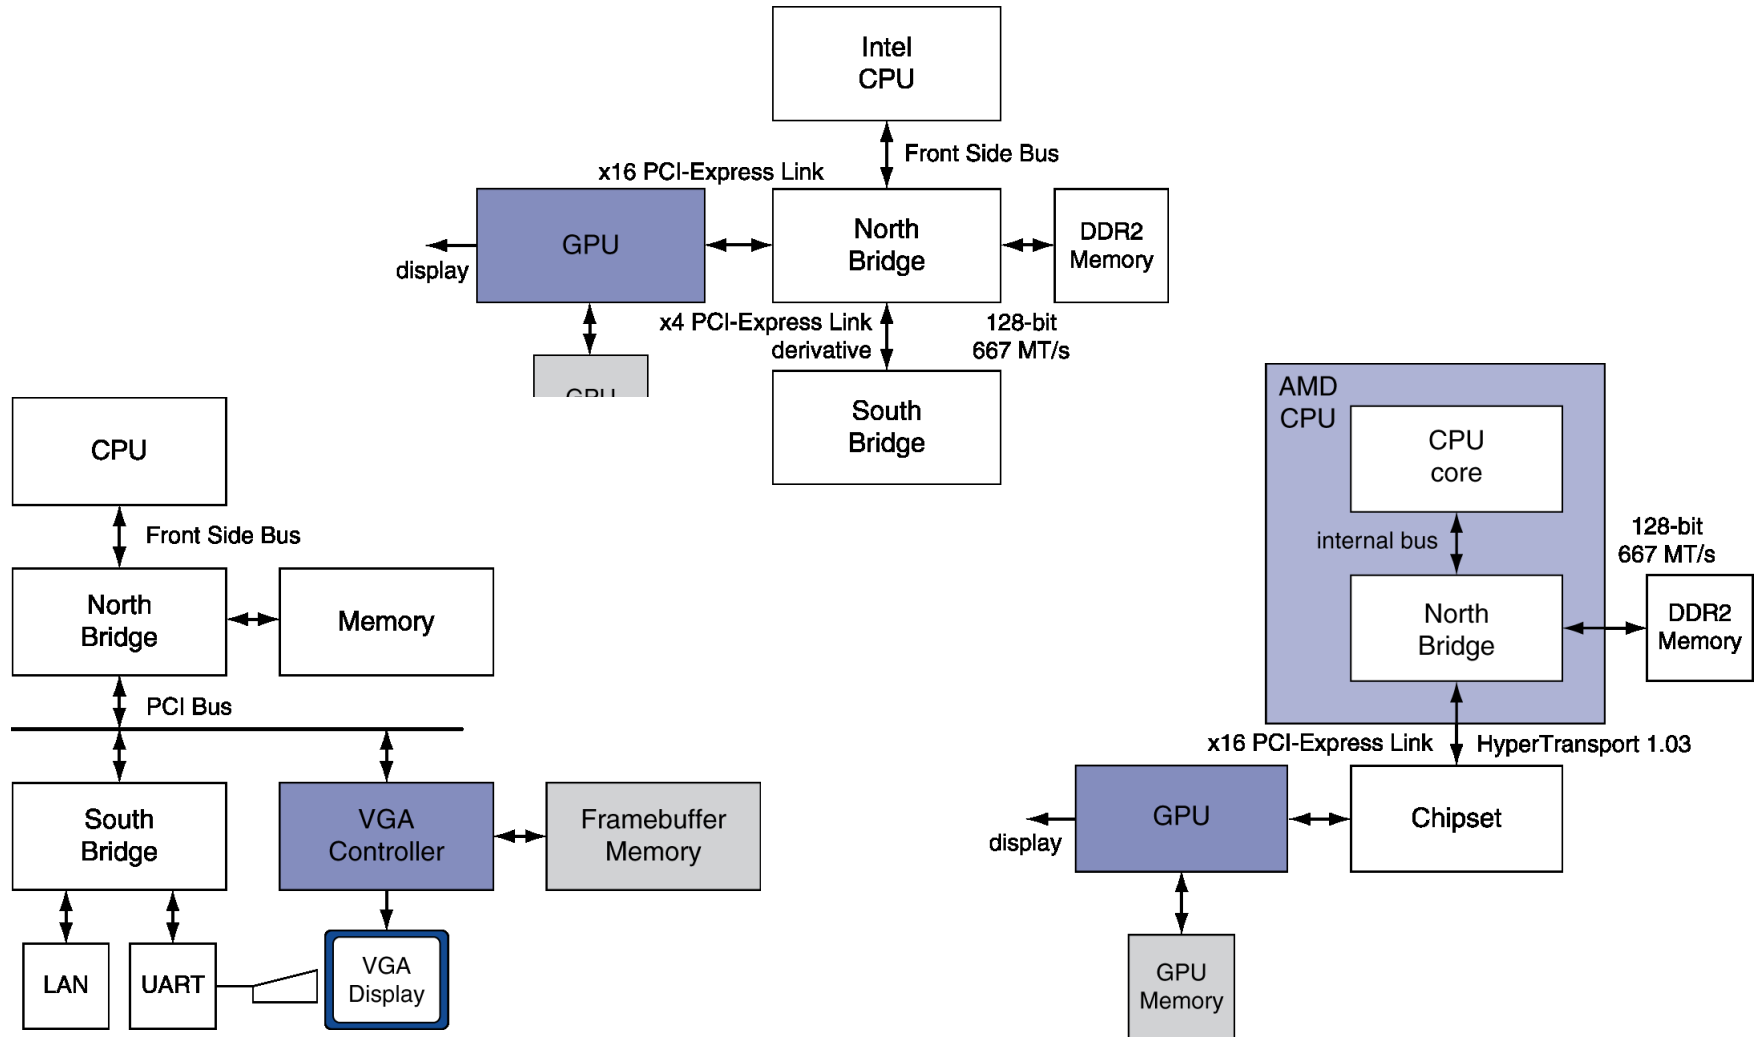 Intel
CPU
Front Side Bus
x16 PCI-Express Link
GPU
North
Bridge
DDR2
Memory
display
x4 PCI-Express Link
derivative
128-bit
667 MT/s
GPU
South
Bridge
CPU
Front Side Bus
North
Bridge
Memory
PCI Bus
South
Bridge
VGA
Controller
Framebuffer
Memory
LAN
UART
VGA
Display
AMD
CPU
CPU
core
internal bus
128-bit
667 MT/s
North
Bridge
DDR2
Memory
x16 PCI-Express Link
HyperTransport 1.03
GPU
Chipset
display
GPU
Memory